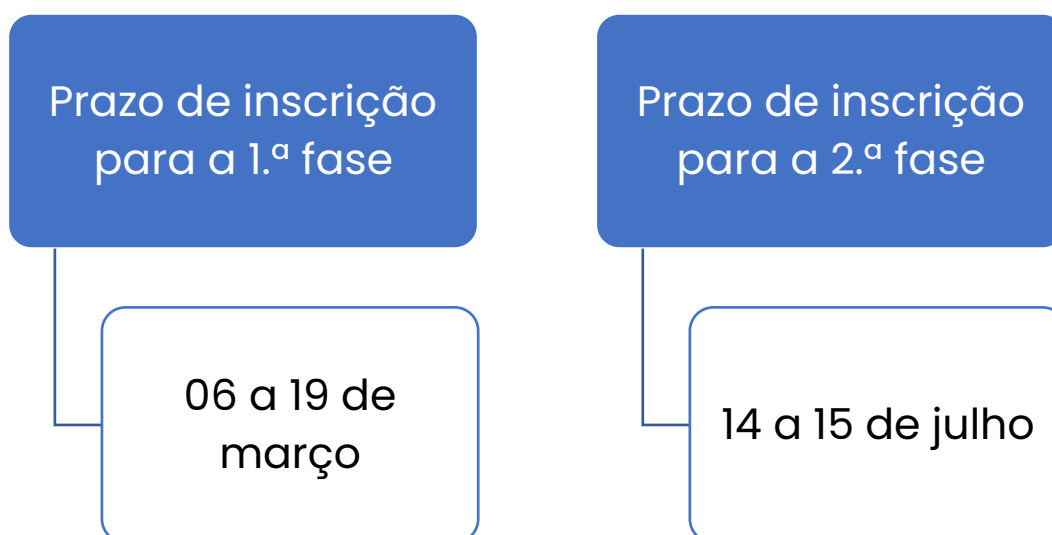 Prazo de inscrição
para a 1.ª fase
06 a 19 de
março
Prazo de inscrição
para a 2.ª fase
14 a 15 de julho